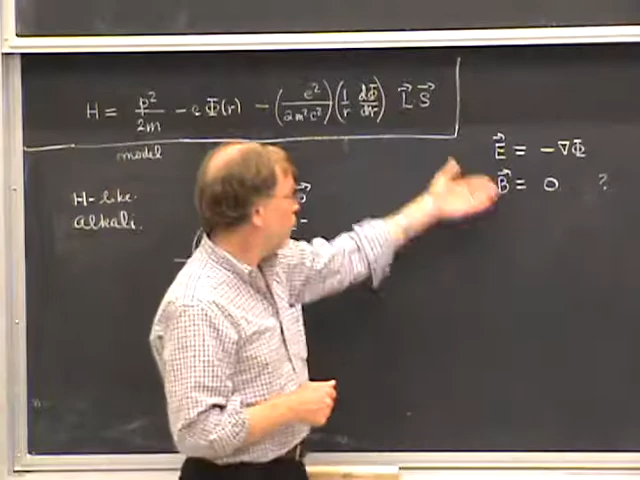 H = p²/2m - eΦ(r) - (e²/2m²c²)(1/r dΦ/dr) L⃗ S⃗
model
H-like
Alkali.
E⃗ = -∇Φ
B⃗ = 0 ?